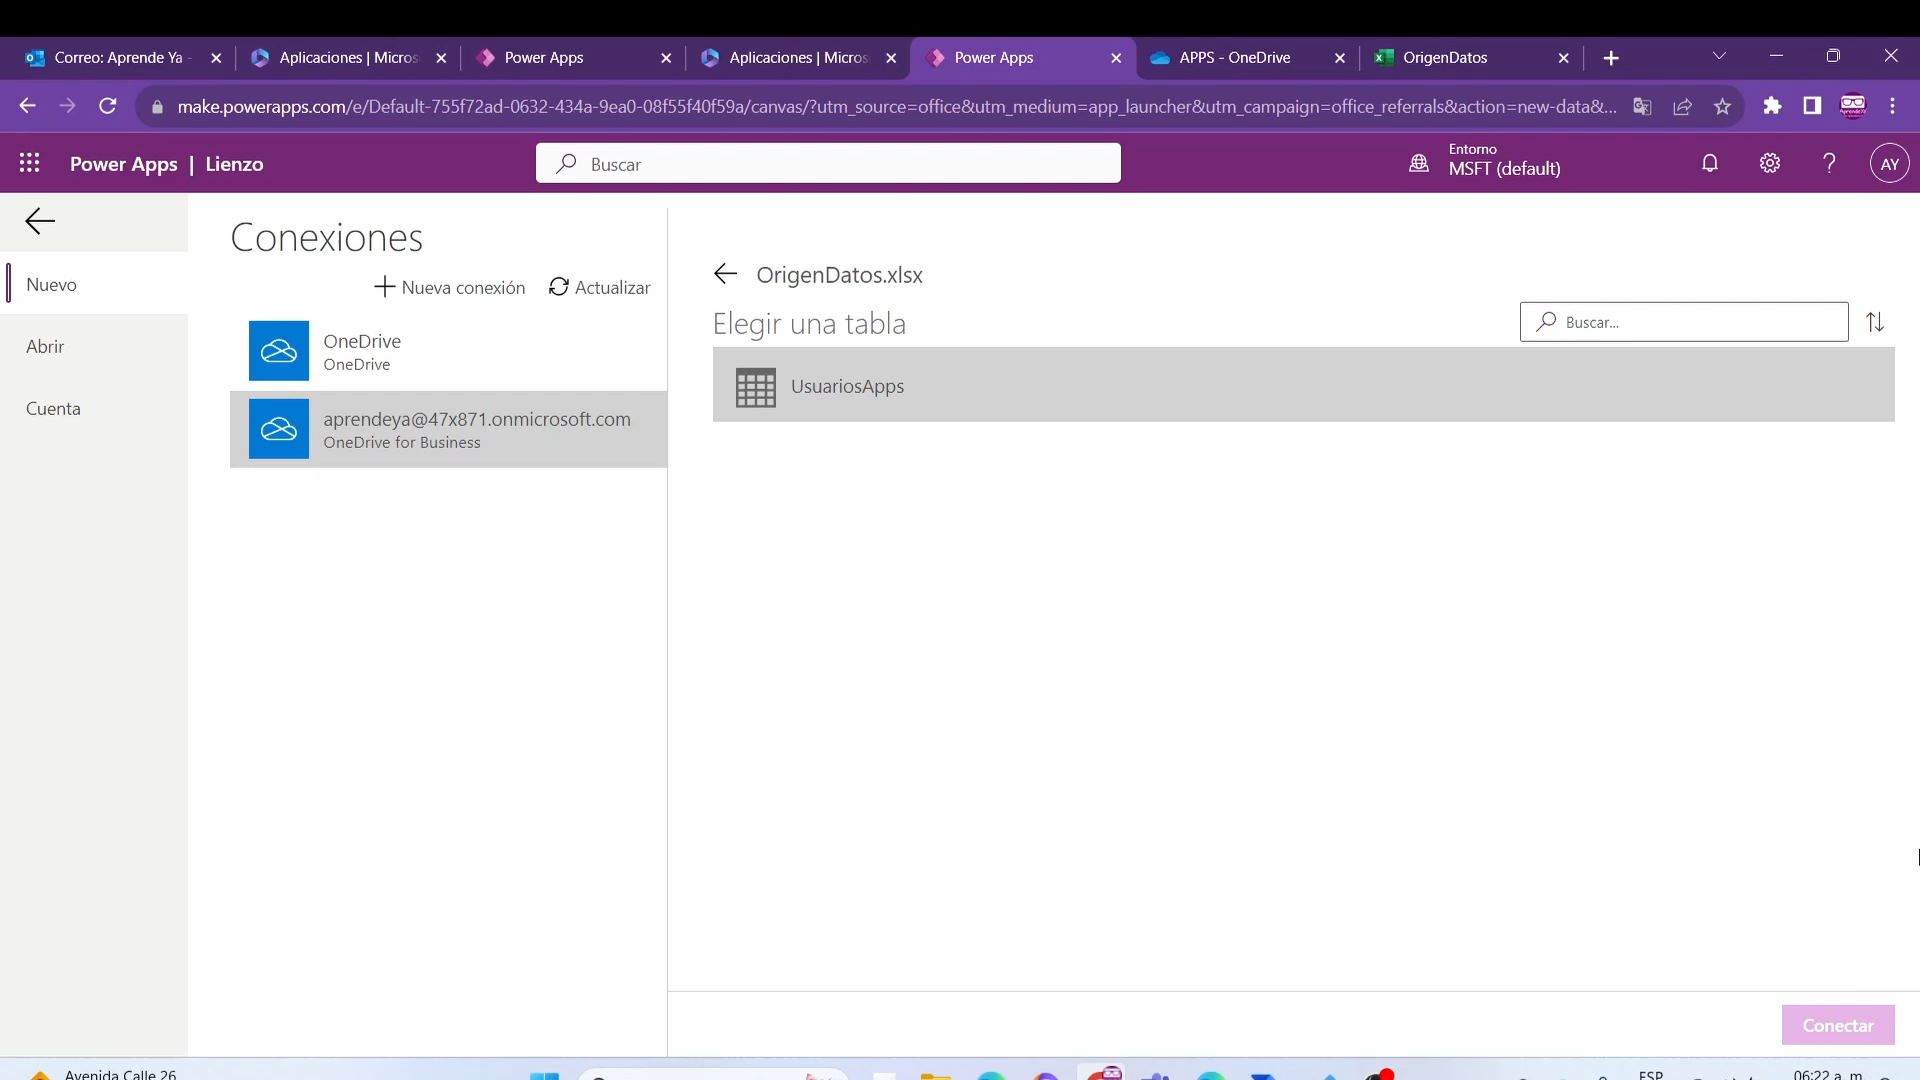 Correo: Aprende Ya -
Aplicaciones | Micros
Power Apps
Aplicaciones | Micros
Power Apps
APPS - OneDrive
OrigenDatos
make.powerapps.com/e/Default-755f72ad-0632-434a-9ea0-08f55f40f59a/canvas/?utm_source=office&utm_medium=app_launcher&utm_campaign=office_referrals&action=new-data&...
Power Apps | Lienzo
Buscar
Entorno
MSFT (default)
AY
Nuevo
Abrir
Cuenta
Conexiones
Nueva conexión
Actualizar
OneDrive
OneDrive
aprendeya@47x871.onmicrosoft.com
OneDrive for Business
OrigenDatos.xlsx
Elegir una tabla
Buscar...
UsuariosApps
Conectar
Avenida Calle 26
ESP
06:22 a. m.